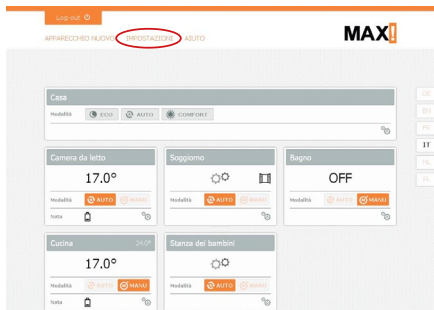 Log-out
APPARECCHIO NUOVO IMPOSTAZIONI AIUTO
MAX!
Casa
Modalità ECO AUTO COMFORT
DE
EN
IT
NL
Camera da letto
17.0°
Modalità AUTO MANU
Nota
Soggiorno
Modalità AUTO MANU
Bagno
OFF
Modalità AUTO MANU
Cucina 24.0°
17.0°
Modalità AUTO MANU
Nota
Stanza dei bambini
Modalità AUTO MANU